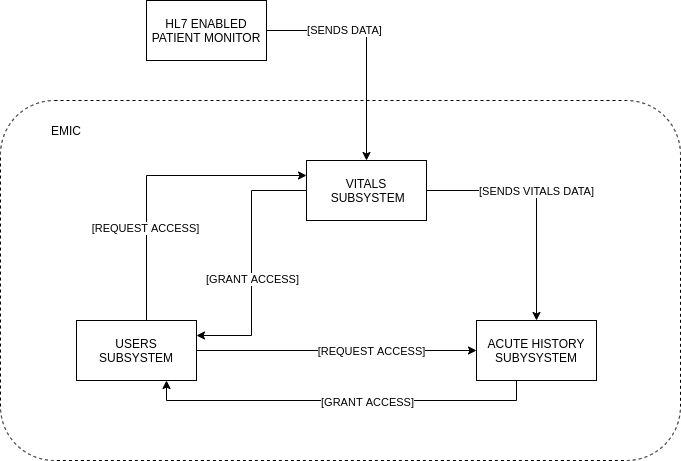 HL7 ENABLED
PATIENT MONITOR
[SENDS DATA]
EMIC
VITALS
SUBSYSTEM
[SENDS VITALS DATA]
[REQUEST ACCESS]
[GRANT ACCESS]
USERS
SUBSYSTEM
[REQUEST ACCESS]
ACUTE HISTORY
SUBYSYSTEM
[GRANT ACCESS]